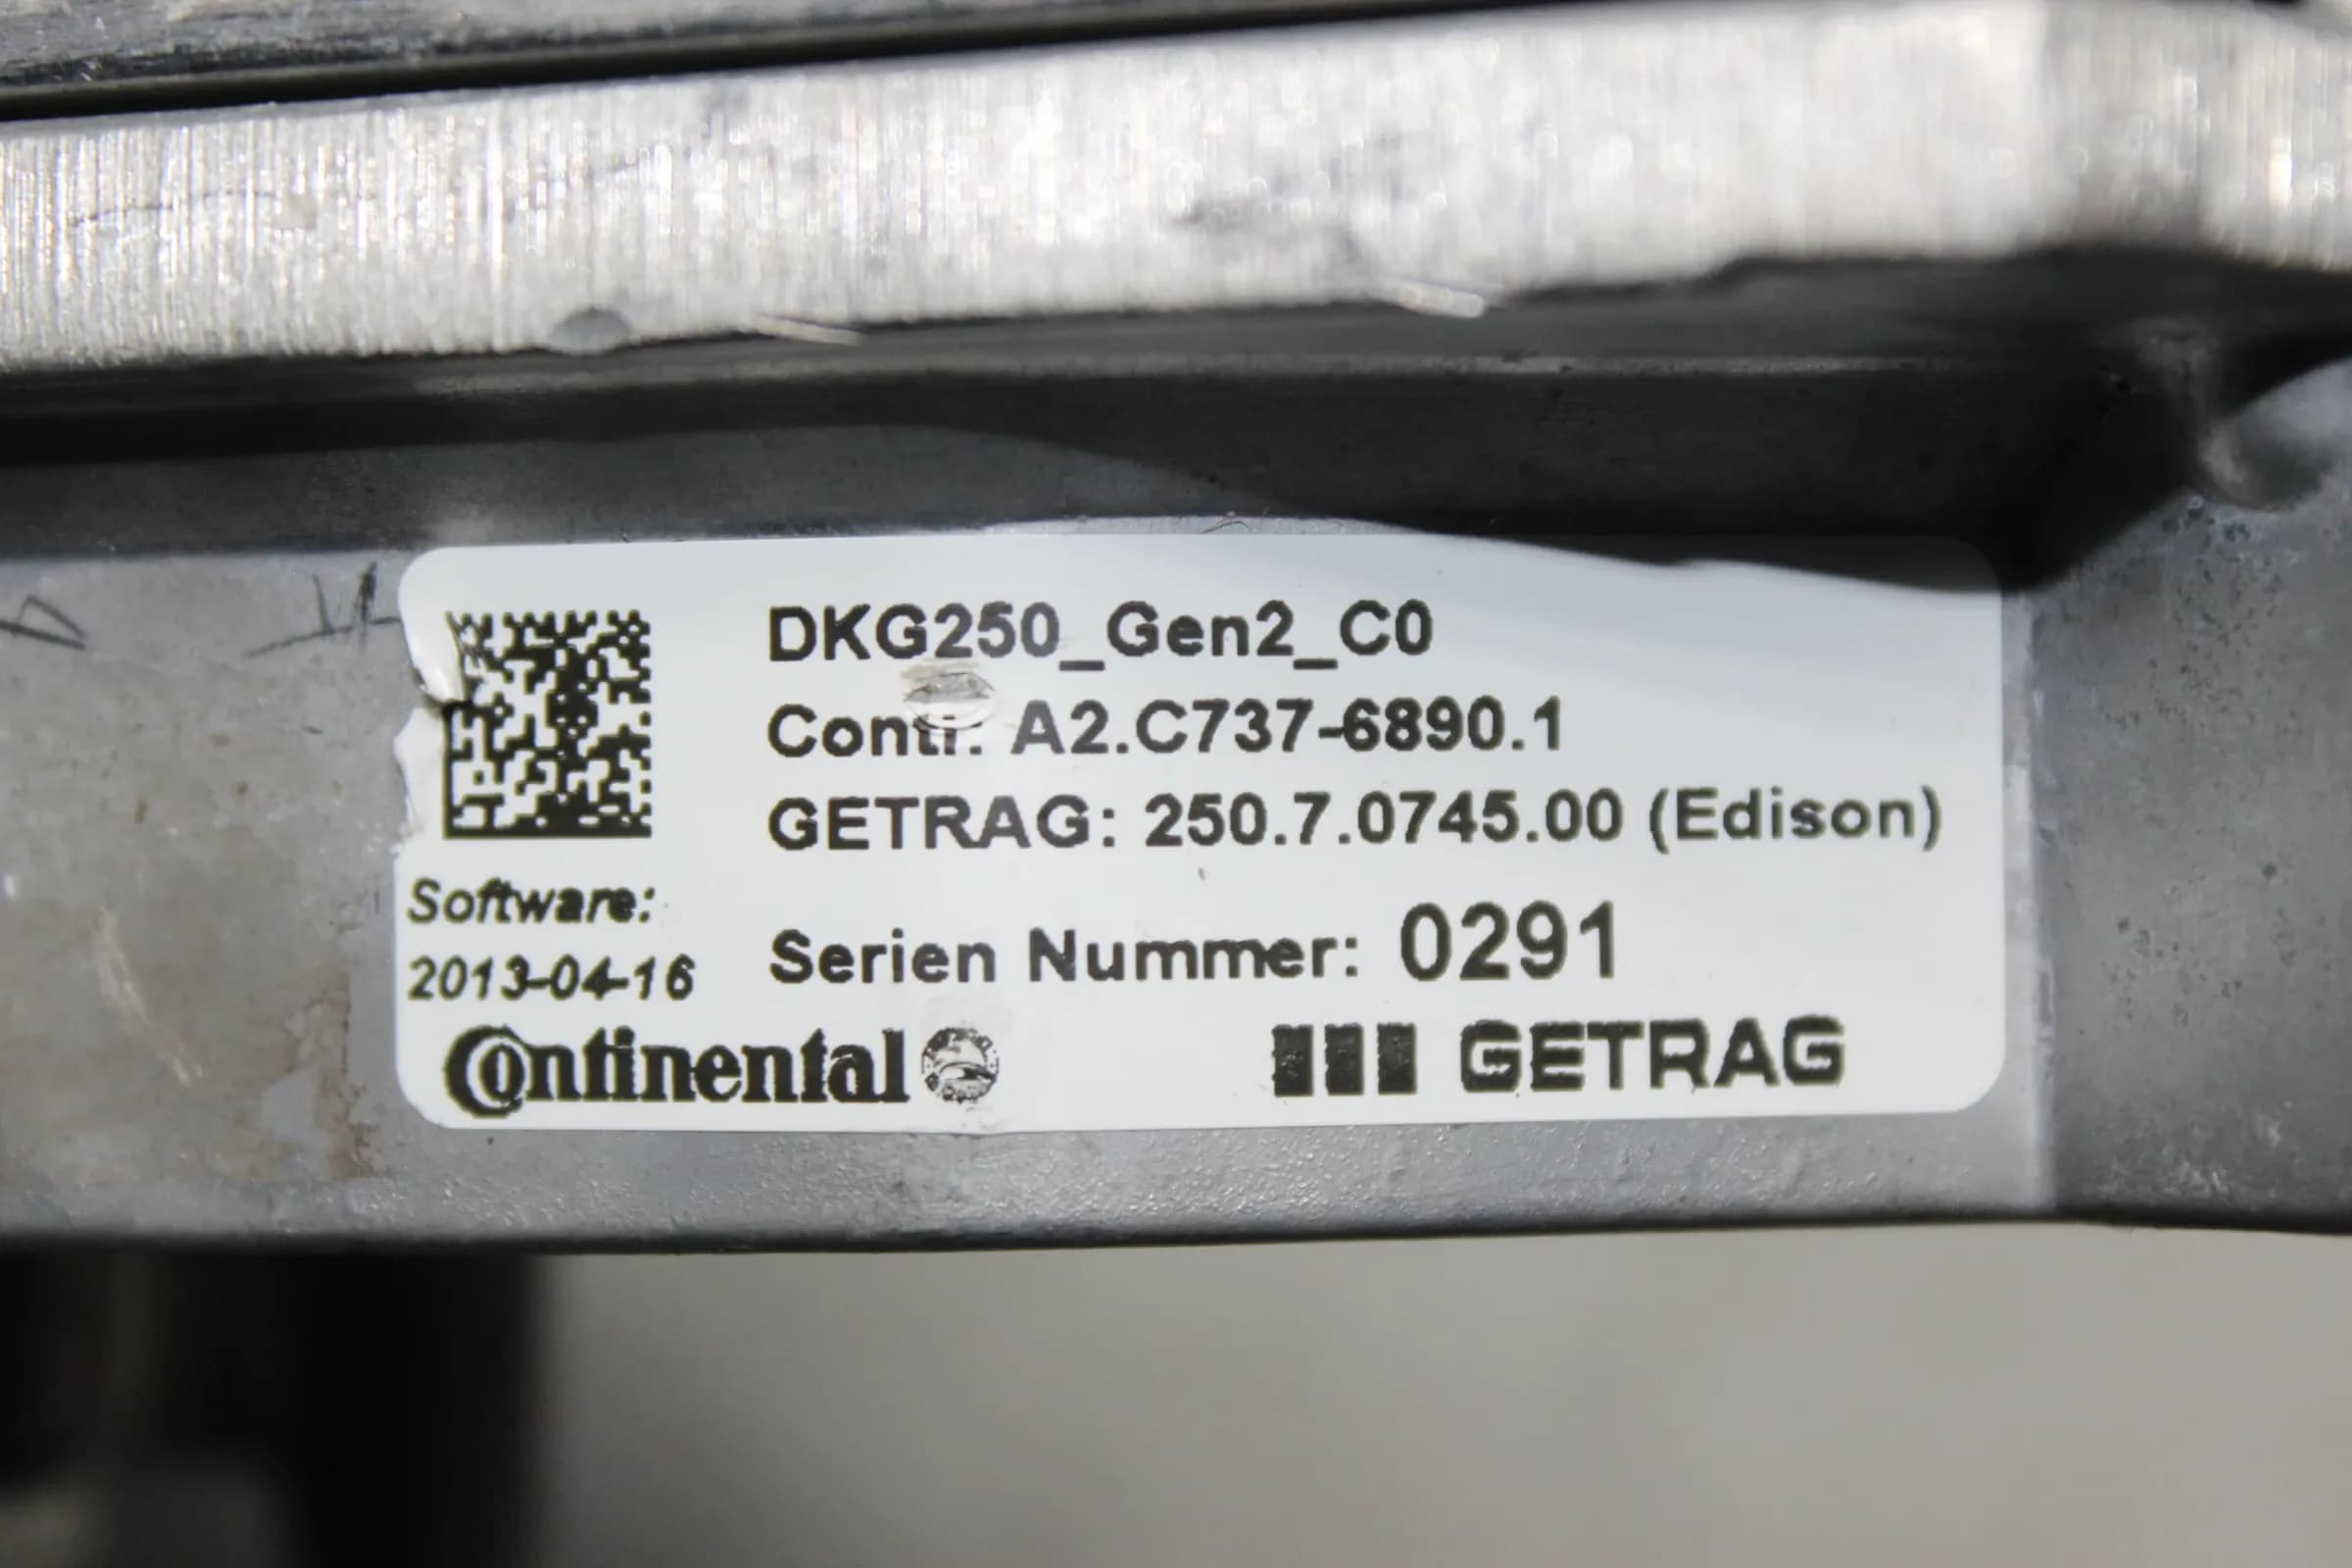 DKG250_Gen2_C0
Contr: A2.C737-6890.1
GETRAG: 250.7.0745.00 (Edison)
Software:
2013-04-16
Serien Nummer: 0291
Continental
GETRAG